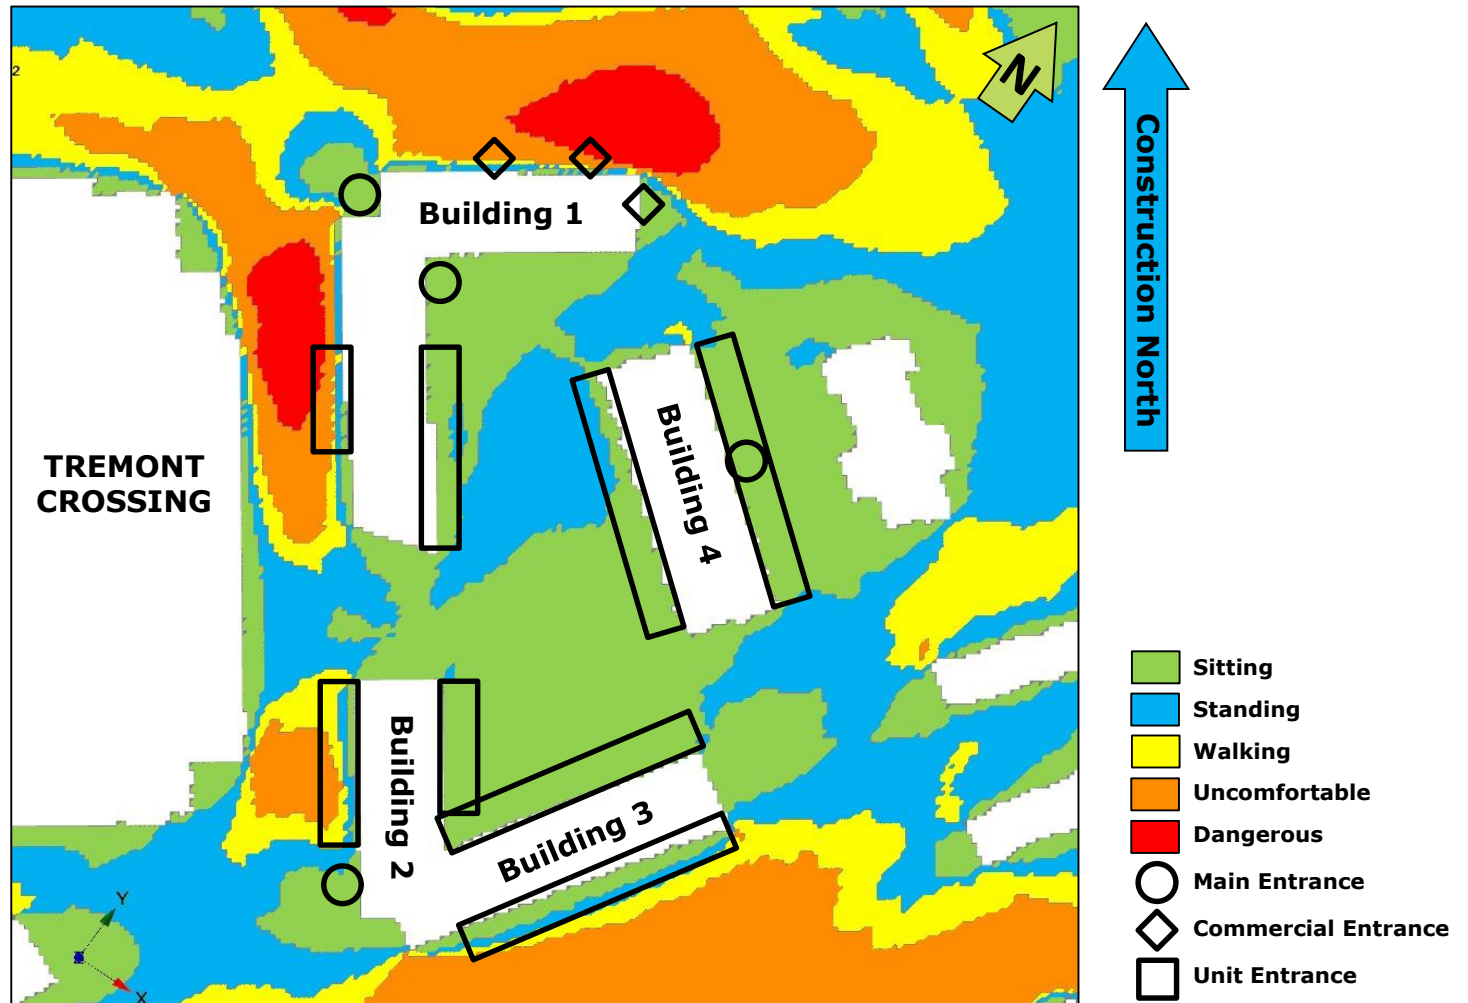 2
N
Construction North
Building 1
TREMONT
CROSSING
Building 4
Building 2
Building 3
Y
Z
X
Sitting
Standing
Walking
Uncomfortable
Dangerous
Main Entrance
Commercial Entrance
Unit Entrance